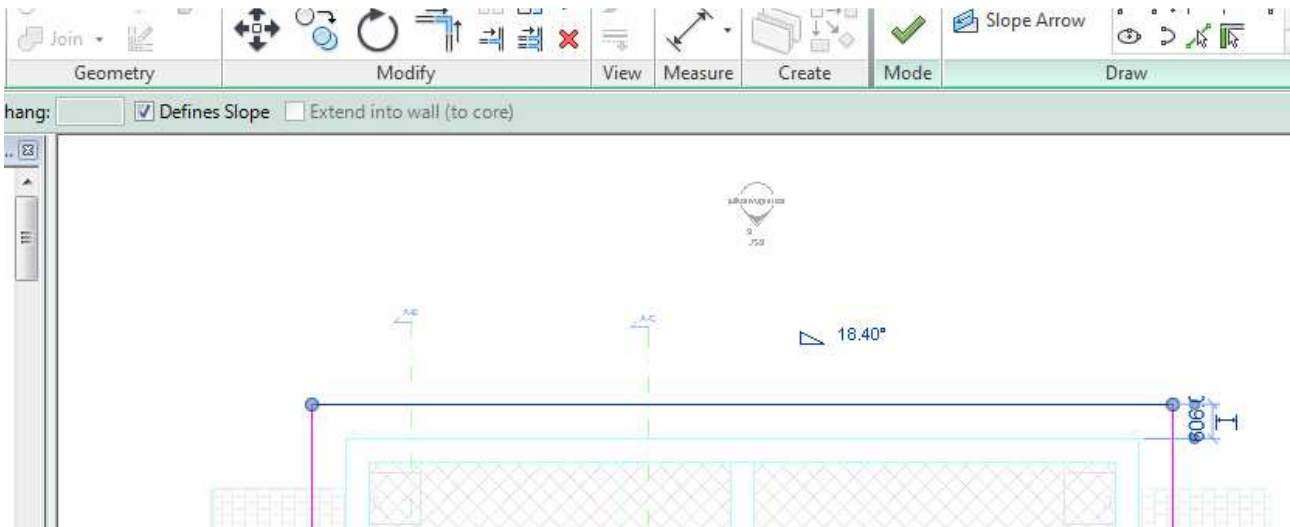 Join
Slope Arrow
Geometry
Modify
View
Measure
Create
Mode
Draw
hang:
Defines Slope
Extend into wall (to core)
18.40°